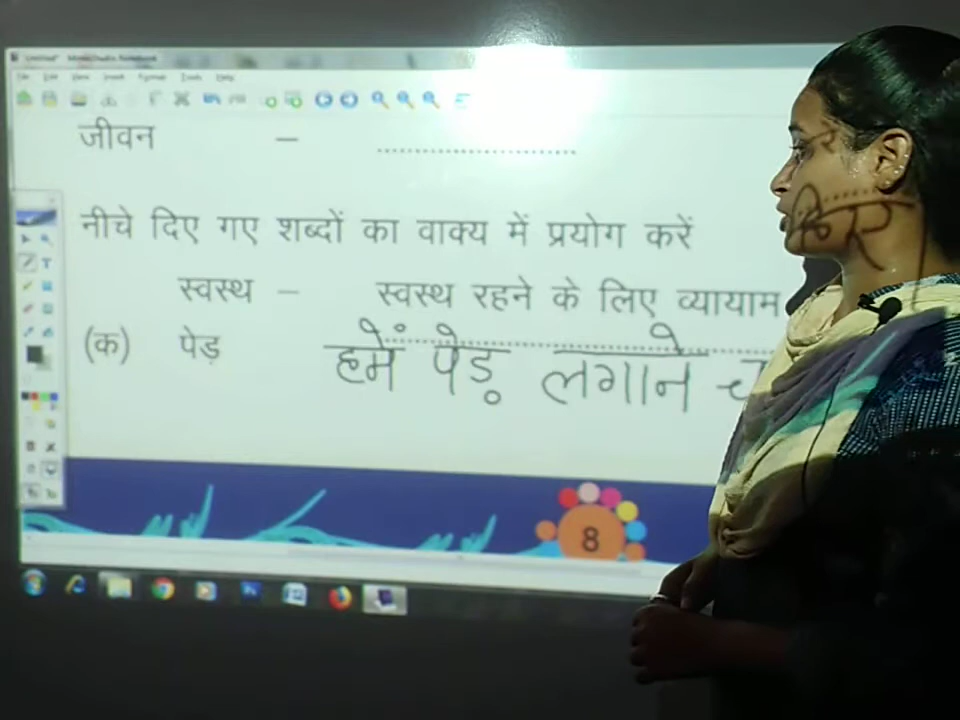 जीवन – ........................
नीचे दिए गए शब्दों का वाक्य में प्रयोग करें
स्वस्थ – स्वस्थ रहने के लिए व्यायाम
(क) पेड़ हमें पेड़ लगाने
8